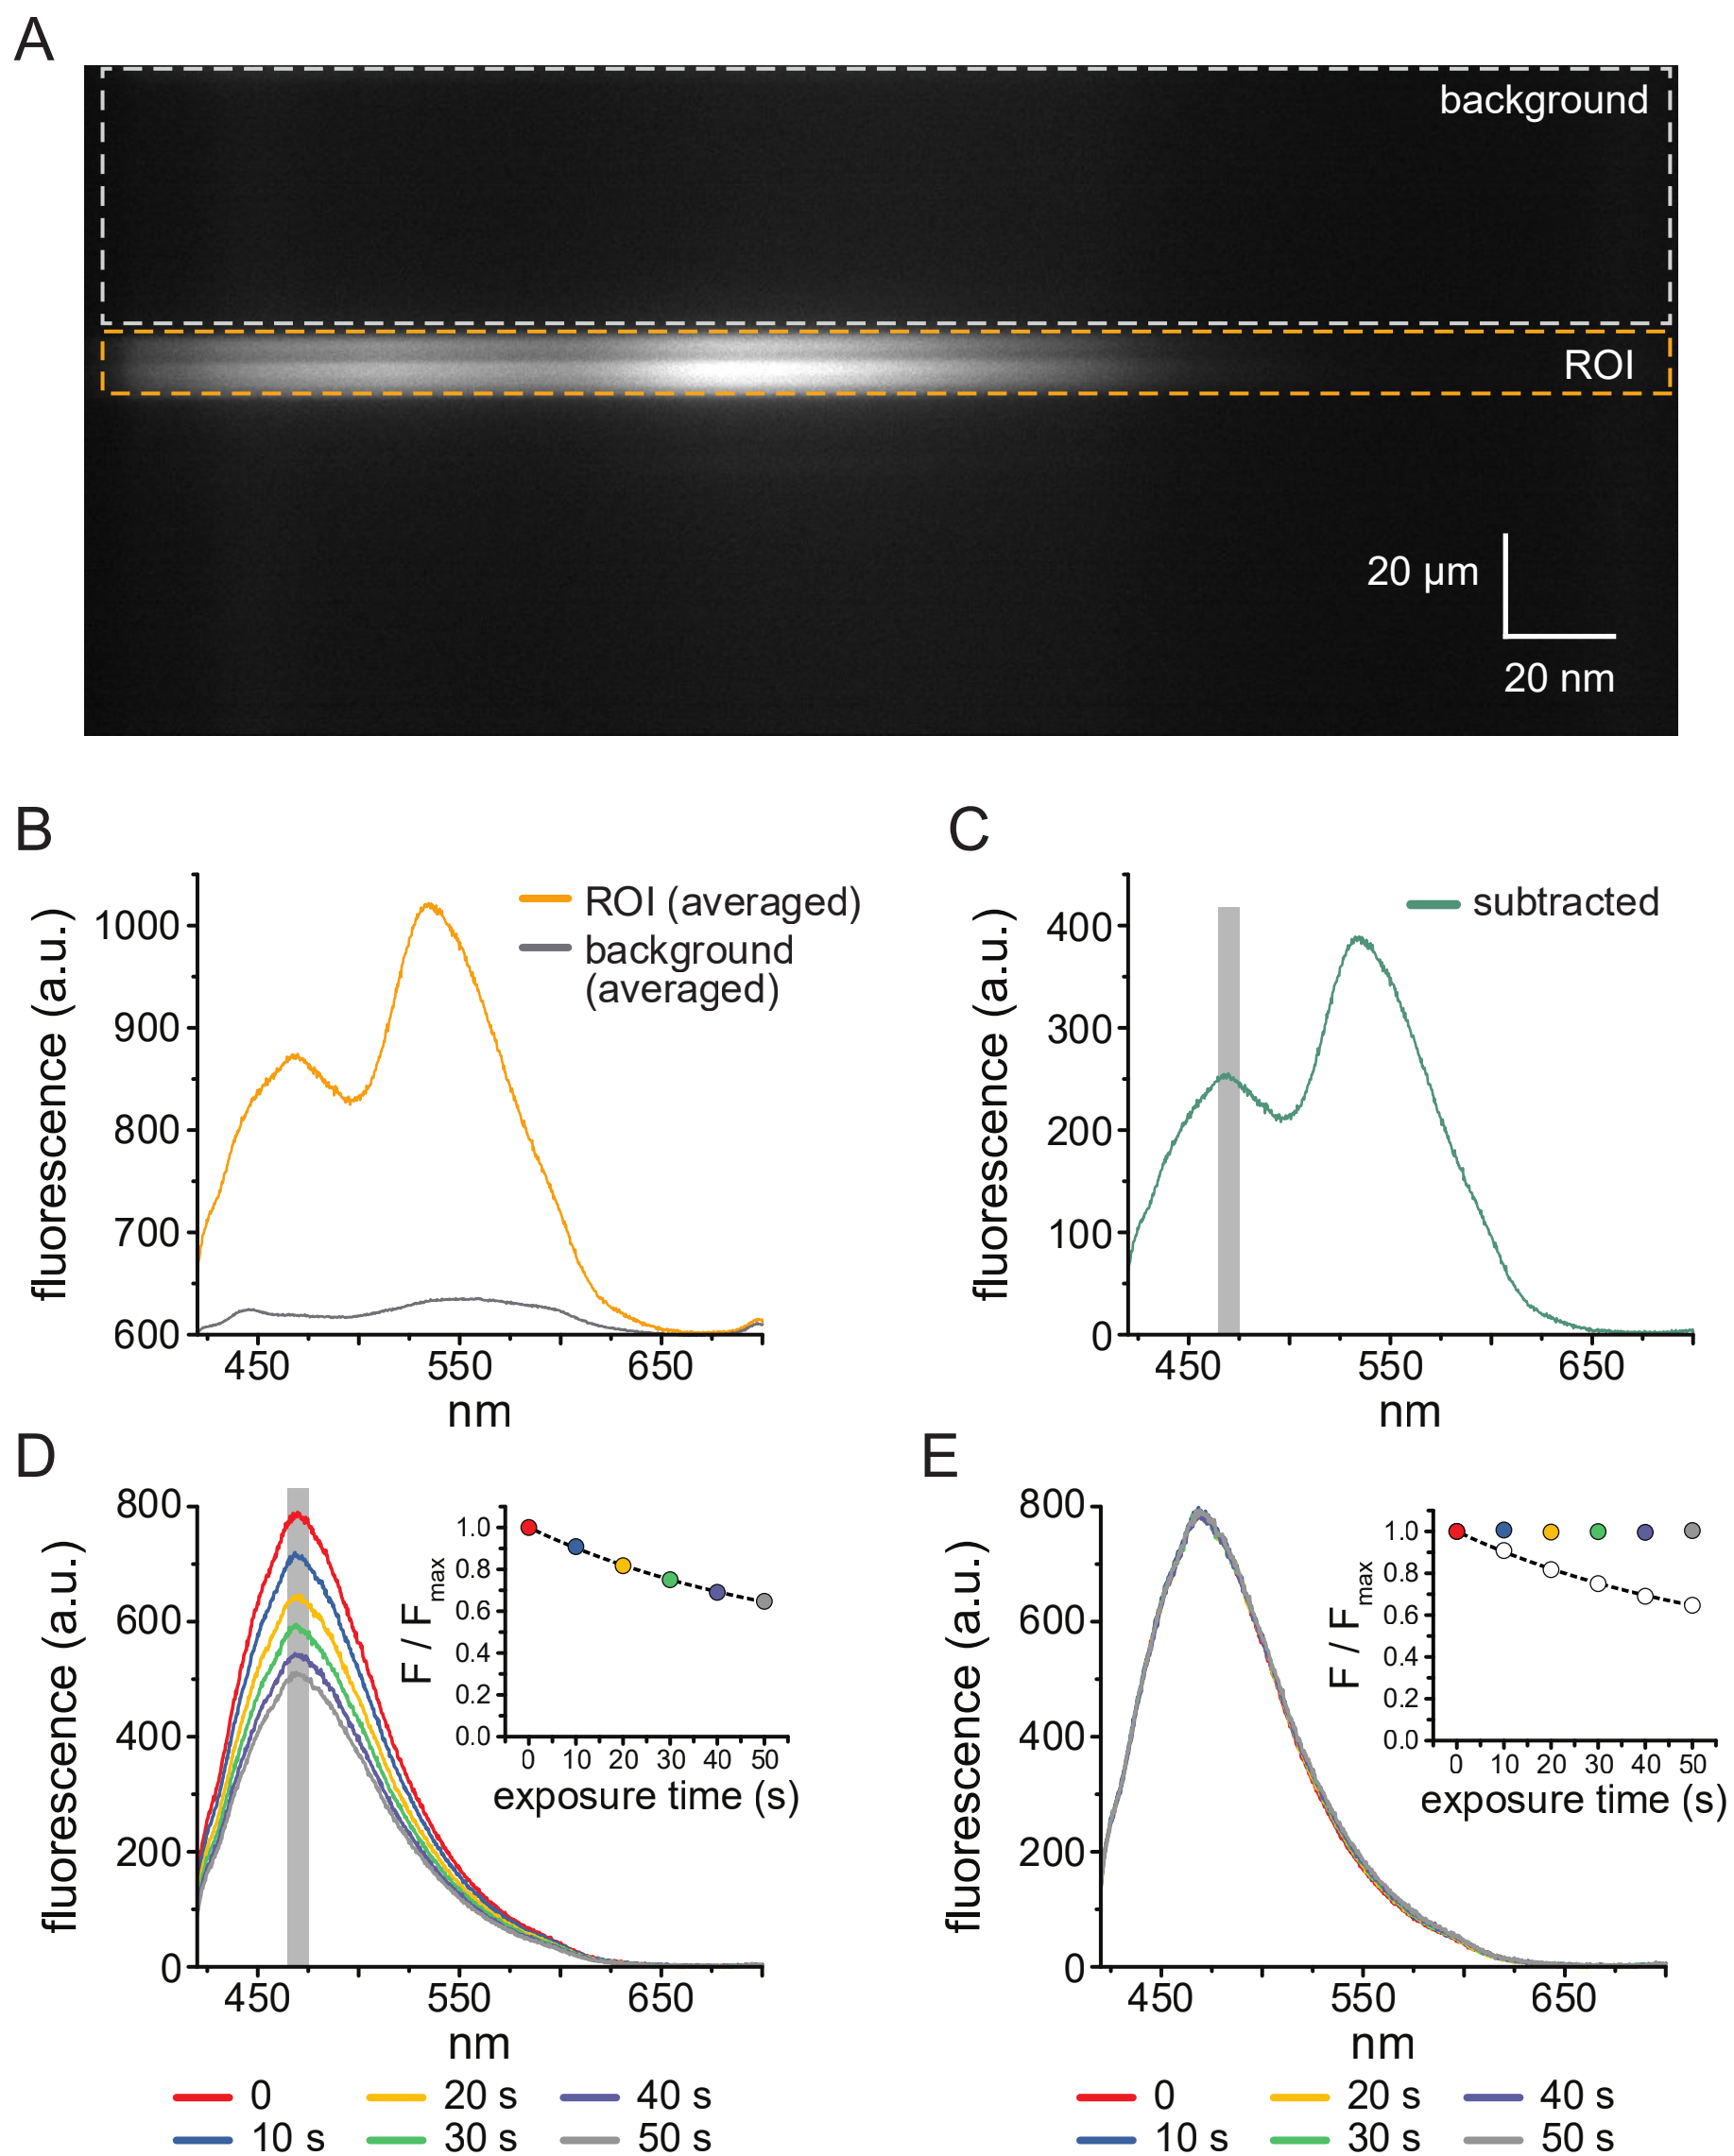 A
background
ROI
20 µm
20 nm
B
fluorescence (a.u.)
1000
900
800
700
600
450
550
650
nm
ROI (averaged)
background
(averaged)
C
fluorescence (a.u.)
400
300
200
100
0
450
550
650
nm
subtracted
D
fluorescence (a.u.)
800
600
400
200
0
450
550
650
nm
F / Fmax
1.0
0.8
0.6
0.4
0.2
0.0
0 10 20 30 40 50
exposure time (s)
0 20 s 40 s
10 s 30 s 50 s
E
fluorescence (a.u.)
800
600
400
200
0
450
550
650
nm
F / Fmax
1.0
0.8
0.6
0.4
0.2
0.0
0 10 20 30 40 50
exposure time (s)
0 20 s 40 s
10 s 30 s 50 s